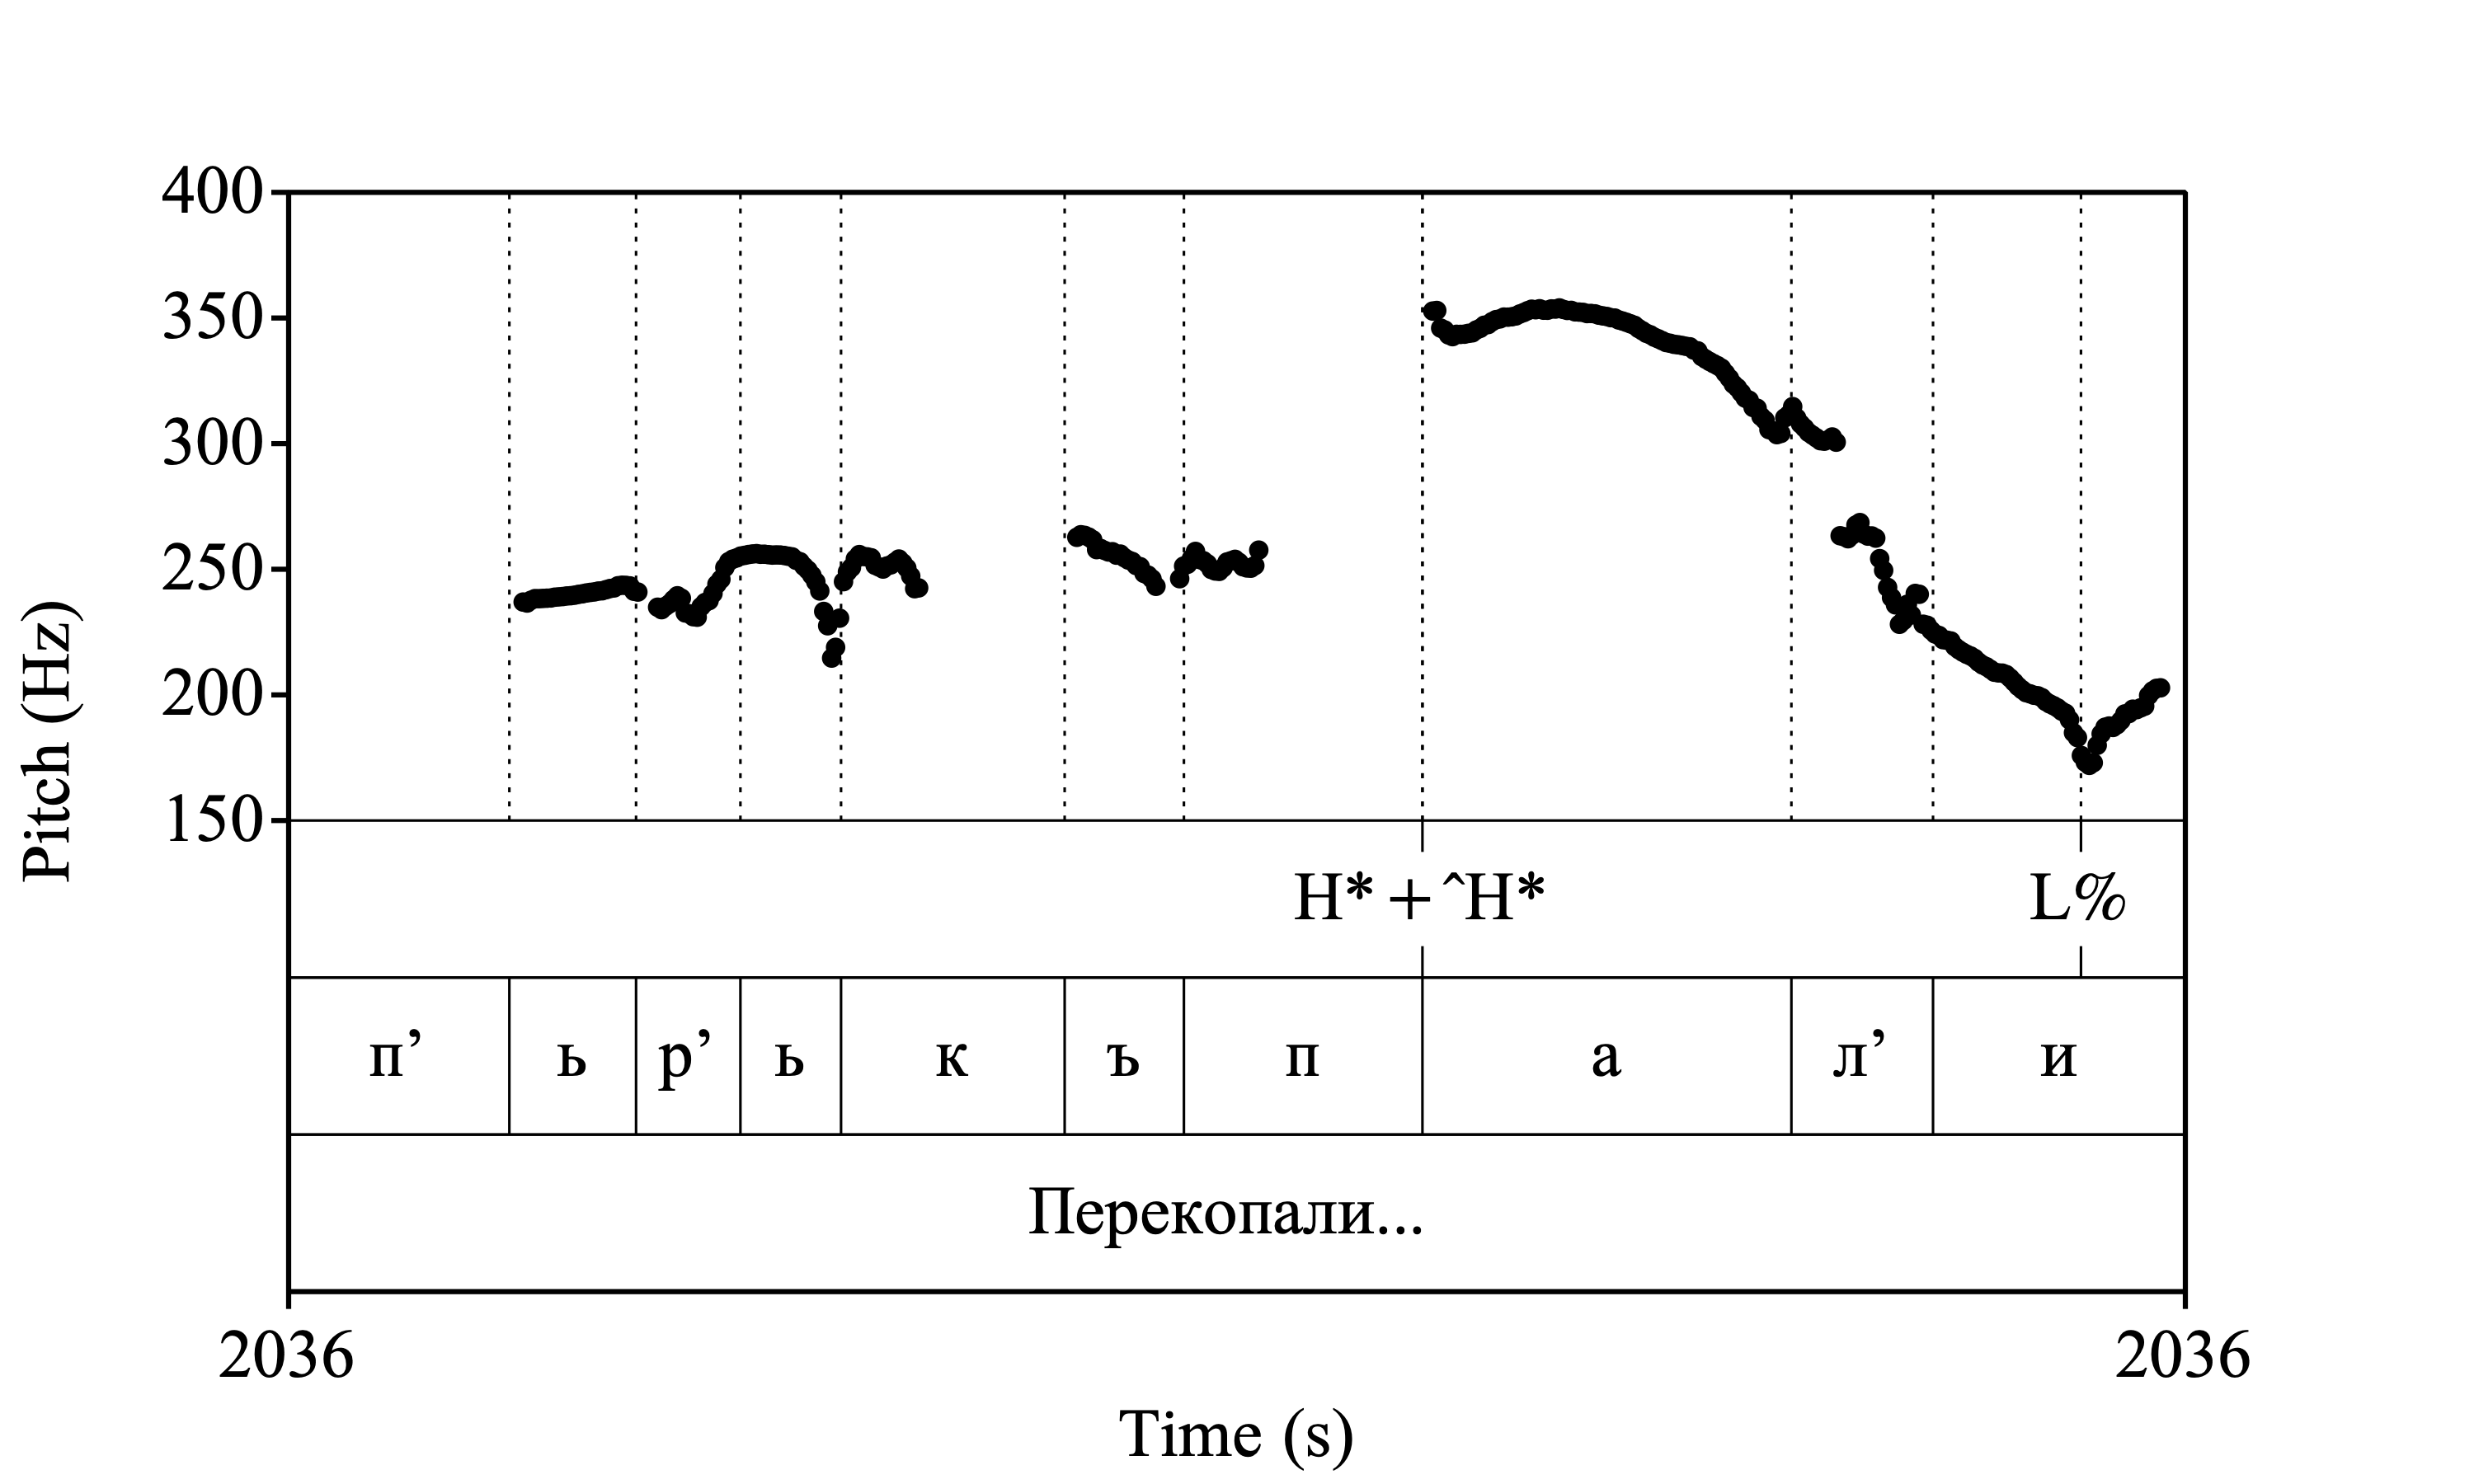 400
350
300
250
200
150
Pitch (Hz)
H* + ^H* L%
п’ ь р’ ь к ъ п а л’ и
Перекопали...
2036 2036
Time (s)